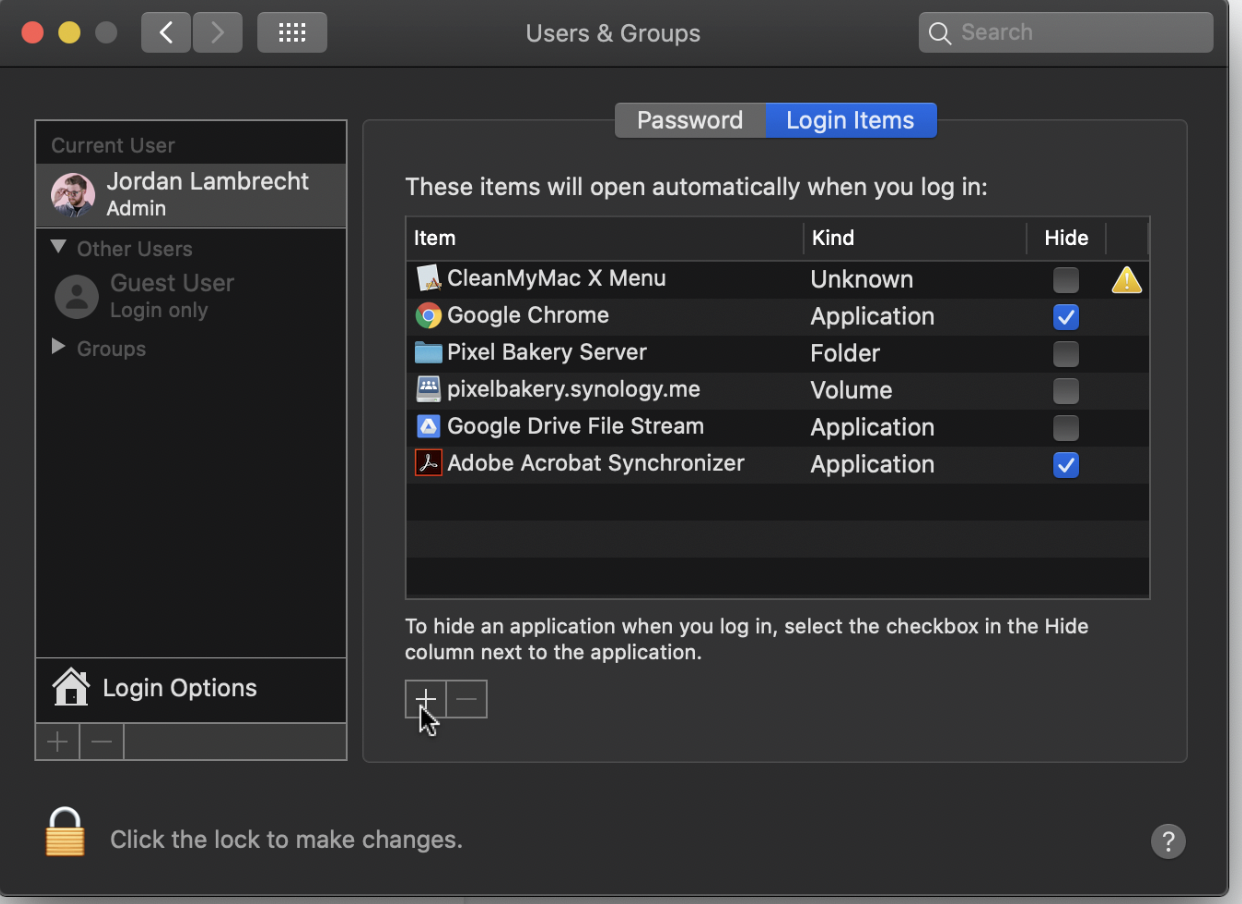 Users & Groups
Search
Password
Login Items
Current User
Jordan Lambrecht
Admin
Other Users
Guest User
Login only
Groups
Login Options
These items will open automatically when you log in:
Item Kind Hide
CleanMyMac X Menu Unknown
Google Chrome Application
Pixel Bakery Server Folder
pixelbakery.synology.me Volume
Google Drive File Stream Application
Adobe Acrobat Synchronizer Application
To hide an application when you log in, select the checkbox in the Hide
column next to the application.
Click the lock to make changes.
?